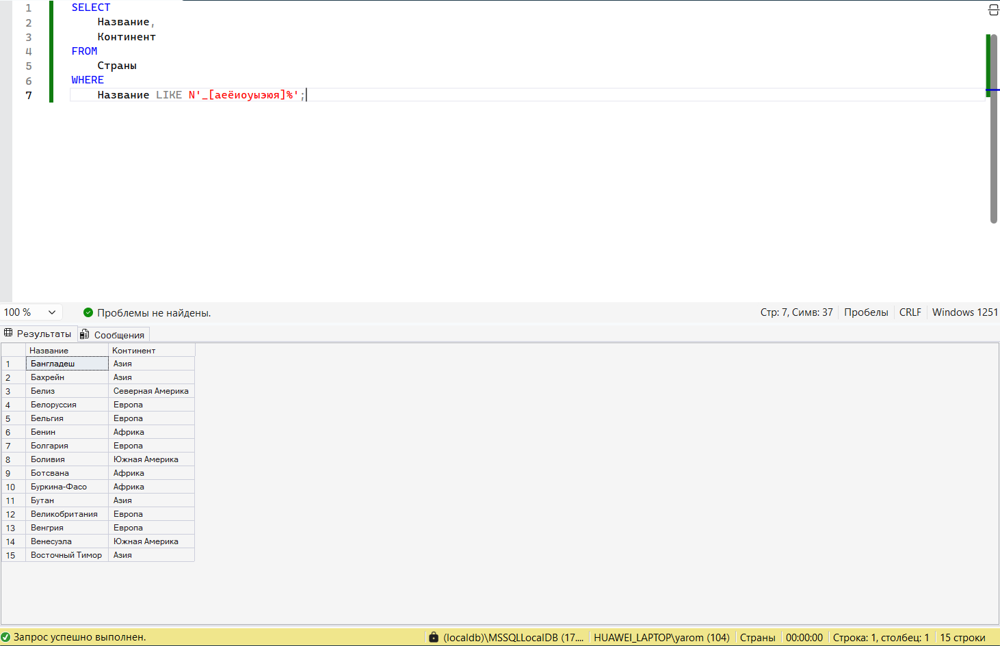 1 SELECT
2 Название,
3 Континент
4 FROM
5 Страны
6 WHERE
7 Название LIKE N'_[аеёиоуыэюя]%';
100 % Проблемы не найдены. Стр: 7, Симв: 37 Пробелы CRLF Windows 1251
Результаты Сообщения
Название Континент
1 Бангладеш Азия
2 Бахрейн Азия
3 Белиз Северная Америка
4 Белоруссия Европа
5 Бельгия Европа
6 Бенин Африка
7 Болгария Европа
8 Боливия Южная Америка
9 Ботсвана Африка
10 Буркина-Фасо Африка
11 Бутан Азия
12 Великобритания Европа
13 Венгрия Европа
14 Венесуэла Южная Америка
15 Восточный Тимор Азия
Запрос успешно выполнен. (localdb)\MSSQLLocalDB (17.... HUAWEI_LAPTOP\yarom (104) Страны 00:00:00 Строка: 1, столбец: 1 15 строки